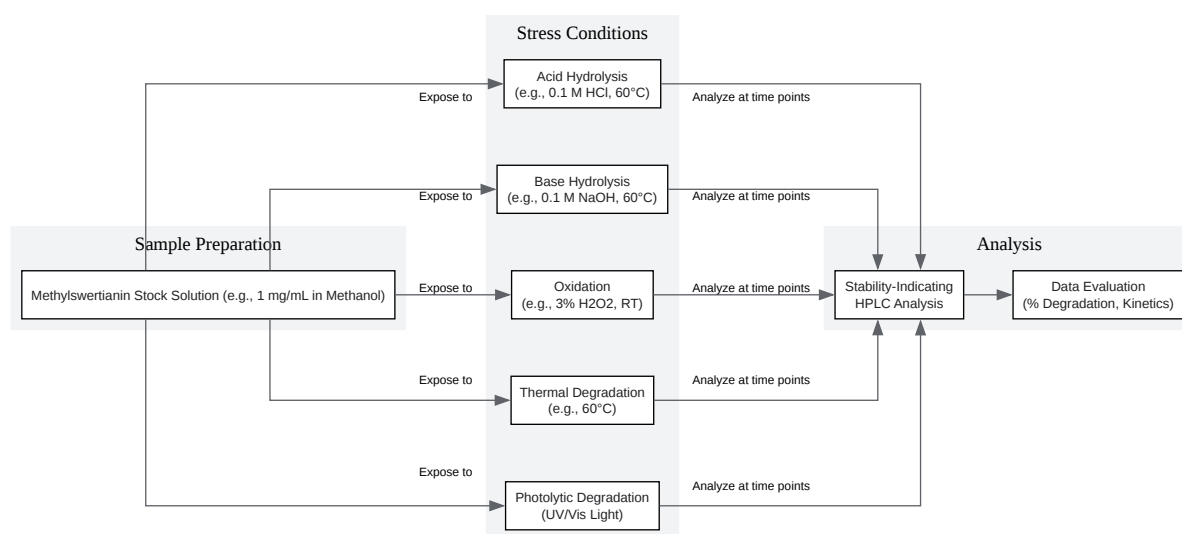 Stress Conditions
Acid Hydrolysis
(e.g., 0.1 M HCl, 60°C)
Expose to
Analyze at time points
Base Hydrolysis
(e.g., 0.1 M NaOH, 60°C)
Expose to
Analyze at time points
Sample Preparation
Analysis
Methylswertianin Stock Solution (e.g., 1 mg/mL in Methanol)
Expose to
Oxidation
(e.g., 3% H2O2, RT)
Analyze at time points
Stability-Indicating
HPLC Analysis
Data Evaluation
(% Degradation, Kinetics)
Expose to
Thermal Degradation
(e.g., 60°C)
Analyze at time points
Expose to
Photolytic Degradation
(UV/Vis Light)
Analyze at time points